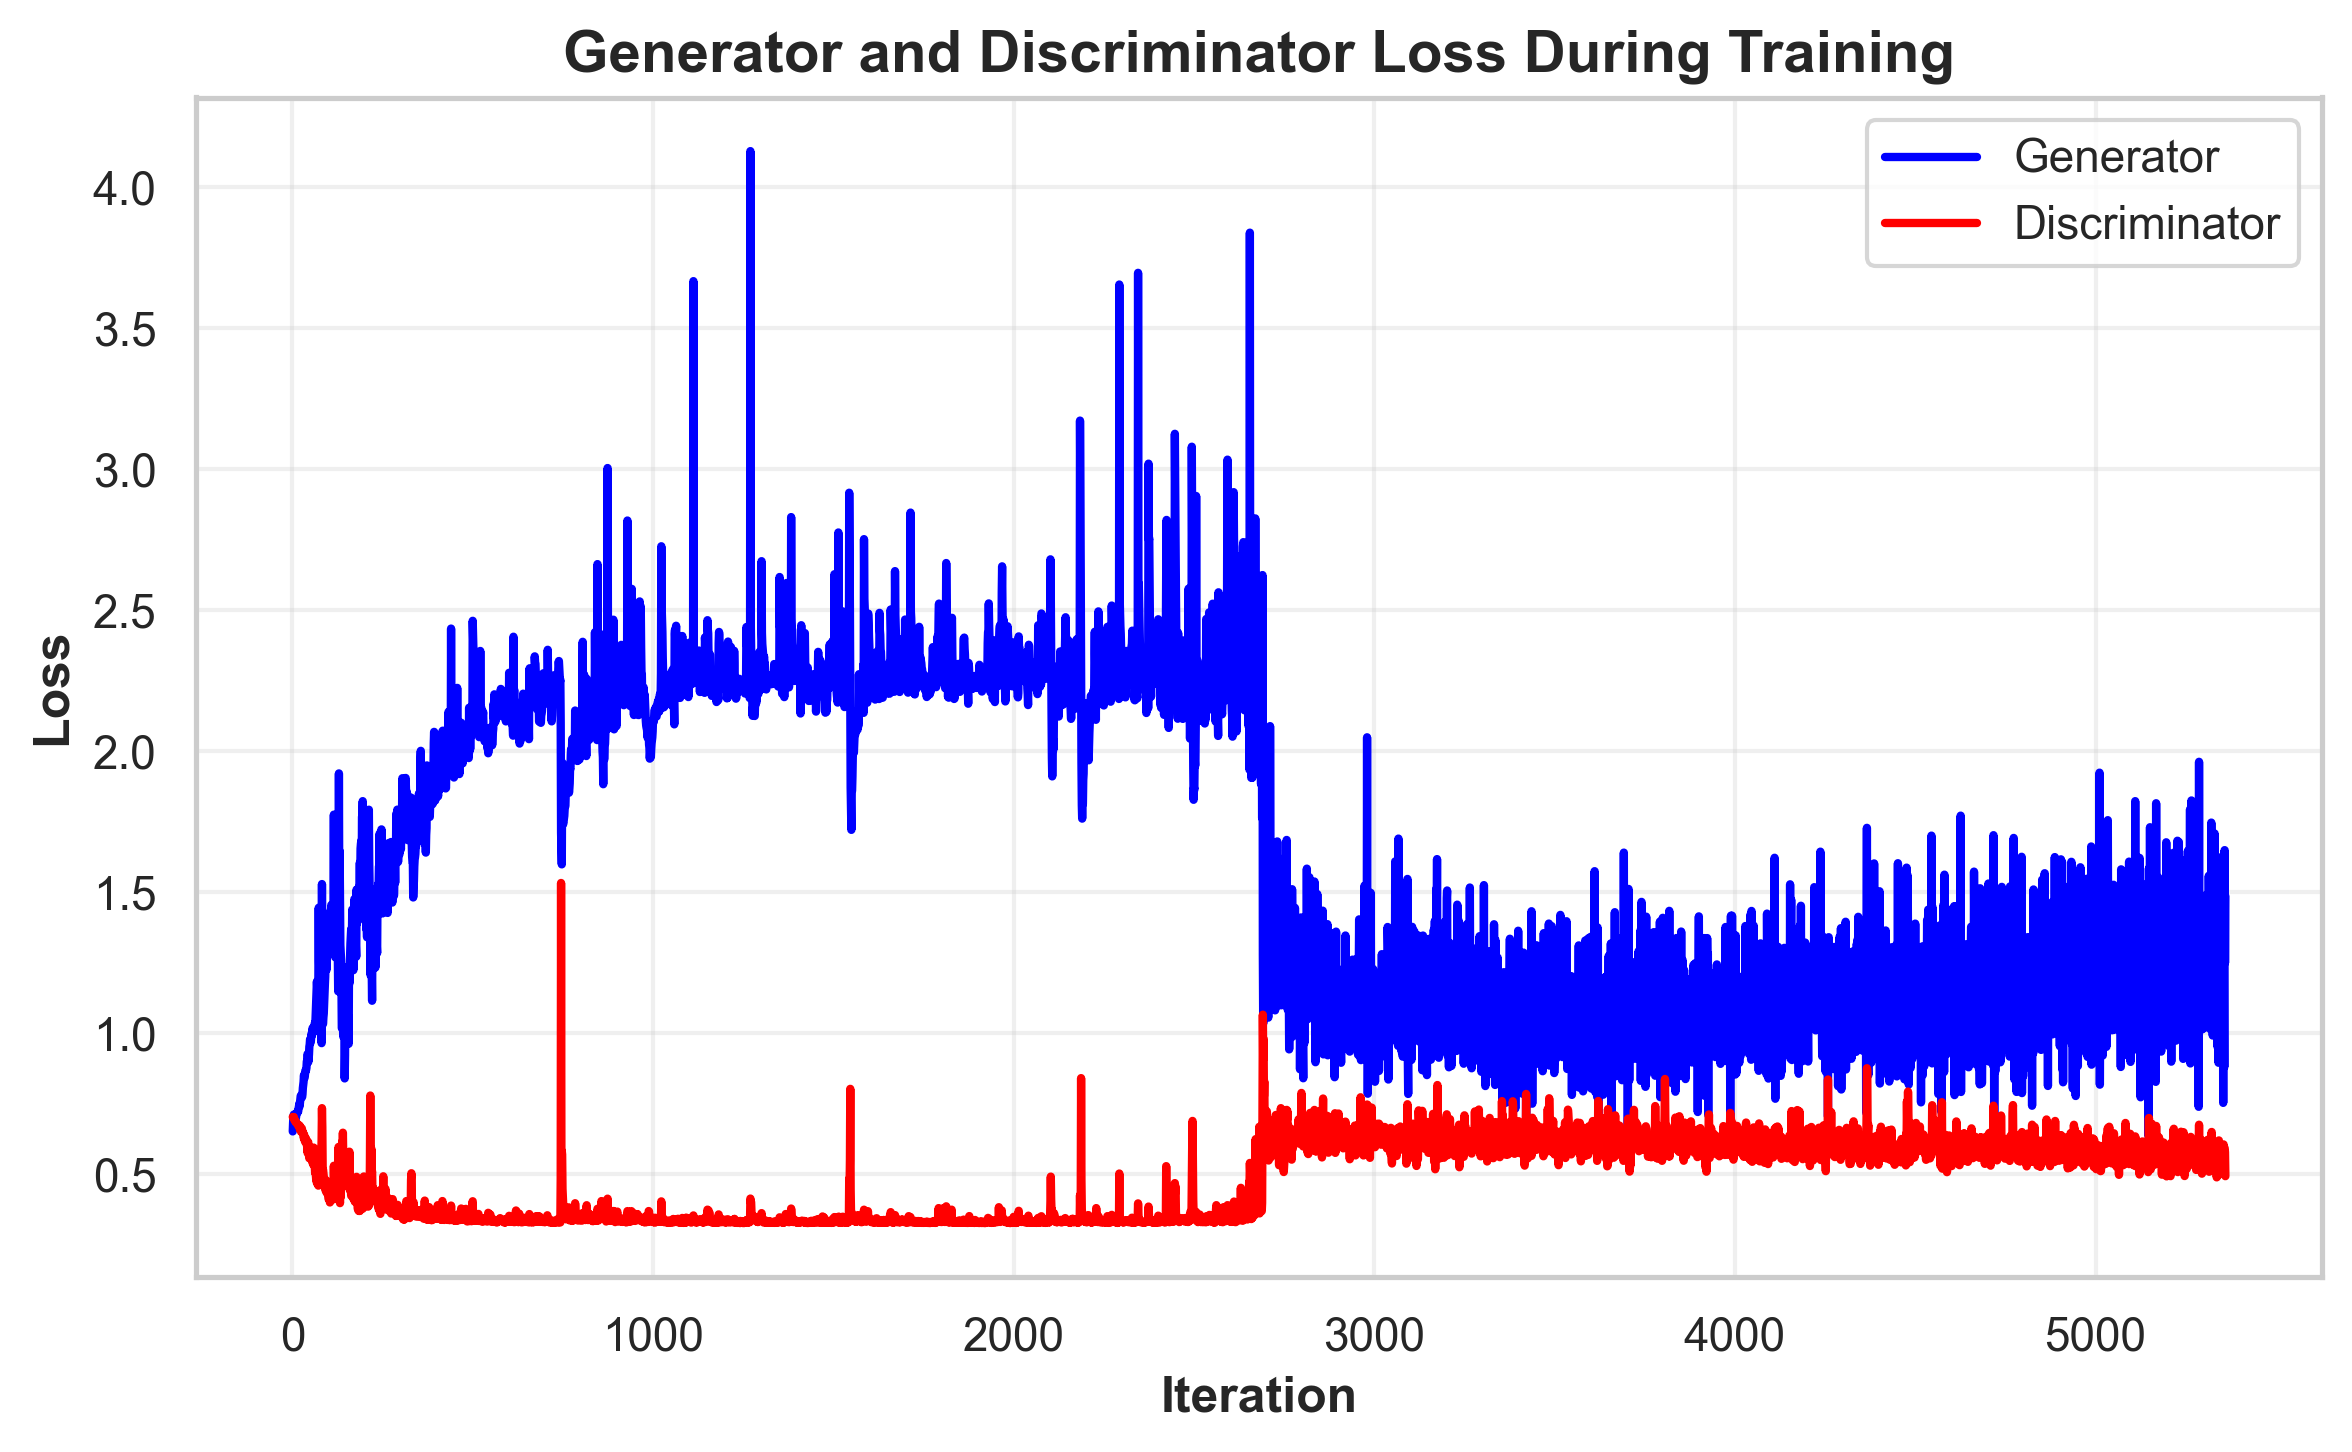 Generator and Discriminator Loss During Training
Generator
Discriminator
4.0
3.5
3.0
2.5
2.0
1.5
1.0
0.5
Loss
0 1000 2000 3000 4000 5000
Iteration